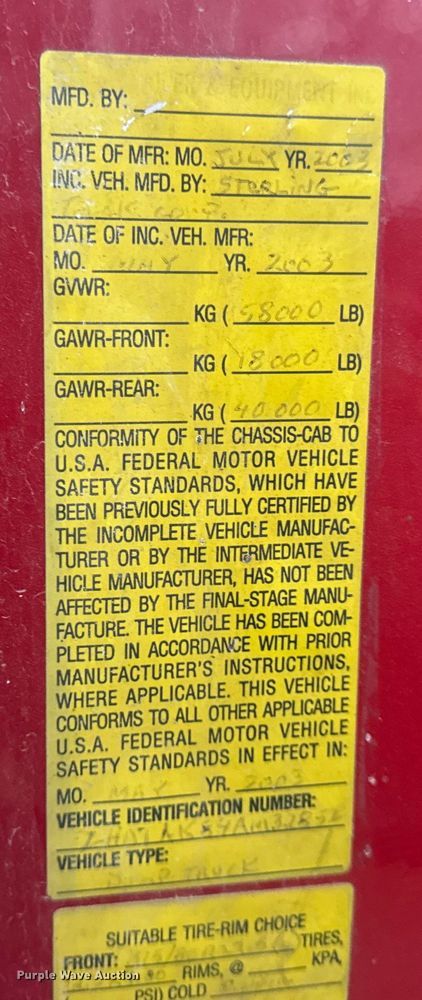 MFD. BY:
DATE OF MFR: MO. JULY YR. 2003
INC. VEH. MFD. BY: STERLING
DATE OF INC. VEH. MFR:
MO. MAY YR. 2003
GVWR:
KG ( 58000 LB)
GAWR-FRONT:
KG ( 18000 LB)
GAWR-REAR:
KG ( 40000 LB)
CONFORMITY OF THE CHASSIS-CAB TO
U.S.A. FEDERAL MOTOR VEHICLE
SAFETY STANDARDS, WHICH HAVE
BEEN PREVIOUSLY FULLY CERTIFIED BY
THE INCOMPLETE VEHICLE MANUFAC-
TURER OR BY THE INTERMEDIATE VE-
HICLE MANUFACTURER, HAS NOT BEEN
AFFECTED BY THE FINAL-STAGE MANU-
FACTURE. THE VEHICLE HAS BEEN COM-
PLETED IN ACCORDANCE WITH PRIOR
MANUFACTURER'S INSTRUCTIONS,
WHERE APPLICABLE. THIS VEHICLE
CONFORMS TO ALL OTHER APPLICABLE
U.S.A. FEDERAL MOTOR VEHICLE
SAFETY STANDARDS IN EFFECT IN:
MO. MAY YR. 2003
VEHICLE IDENTIFICATION NUMBER:
VEHICLE TYPE:
DUMP TRUCK
SUITABLE TIRE-RIM CHOICE
FRONT: TIRES,
RIMS, @ KPA,
PSI) COLD
Purple Wave Auction